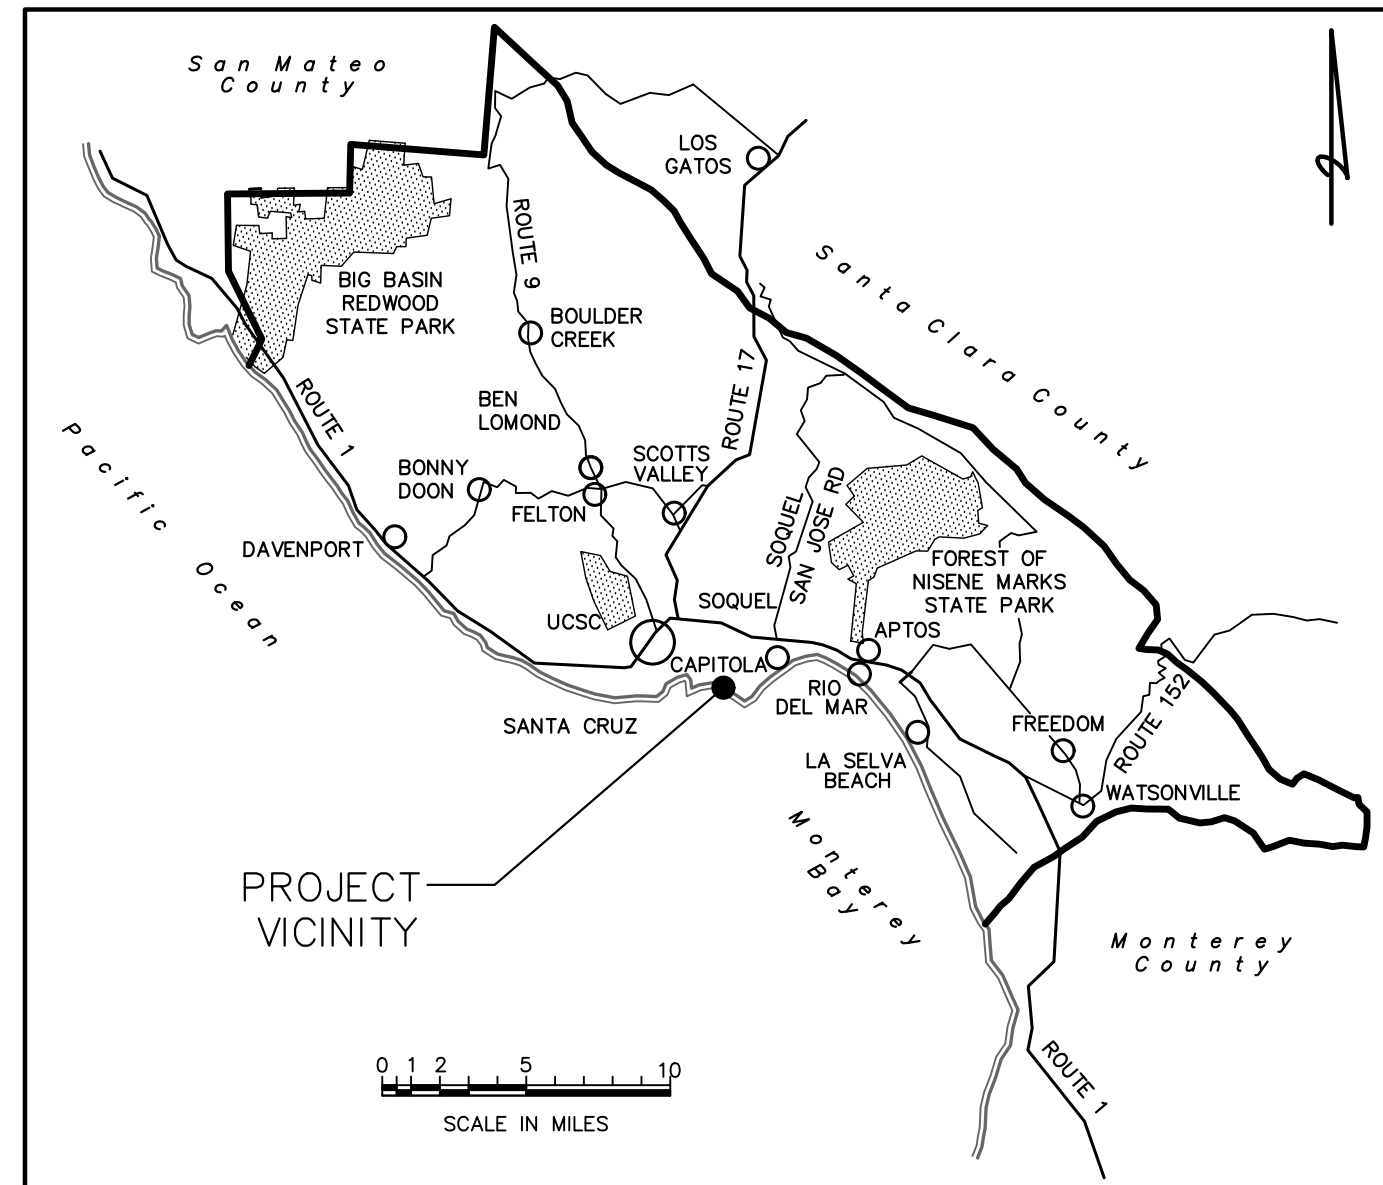 San Mateo
County
LOS
GATOS
ROUTE 9
Santa Clara County
BIG BASIN
REDWOOD
STATE PARK
BOULDER
CREEK
ROUTE 17
ROUTE 1
BEN
LOMOND
Pacific Ocean
BONNY
DOON
SCOTTS
VALLEY
FELTON
SOQUEL
SAN JOSE RD
DAVENPORT
FOREST OF
NISENE MARKS
STATE PARK
UCSC
SOQUEL
APTOS
CAPITOLA
RIO
DEL MAR
ROUTE 152
SANTA CRUZ
FREEDOM
LA SELVA
BEACH
WATSONVILLE
Monterey
Bay
PROJECT
VICINITY
Monterey
County
ROUTE 1
0 1 2 5 10
SCALE IN MILES